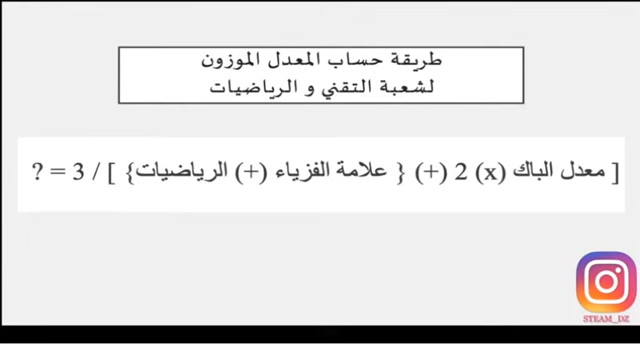 طريقة حساب المعدل الموزون
لشعبة التقني و الرياضيات
[ معدل الباك (x) 2 (+) { علامة الفزياء (+) الرياضيات} ] / 3 = ?
STEAM_DZ